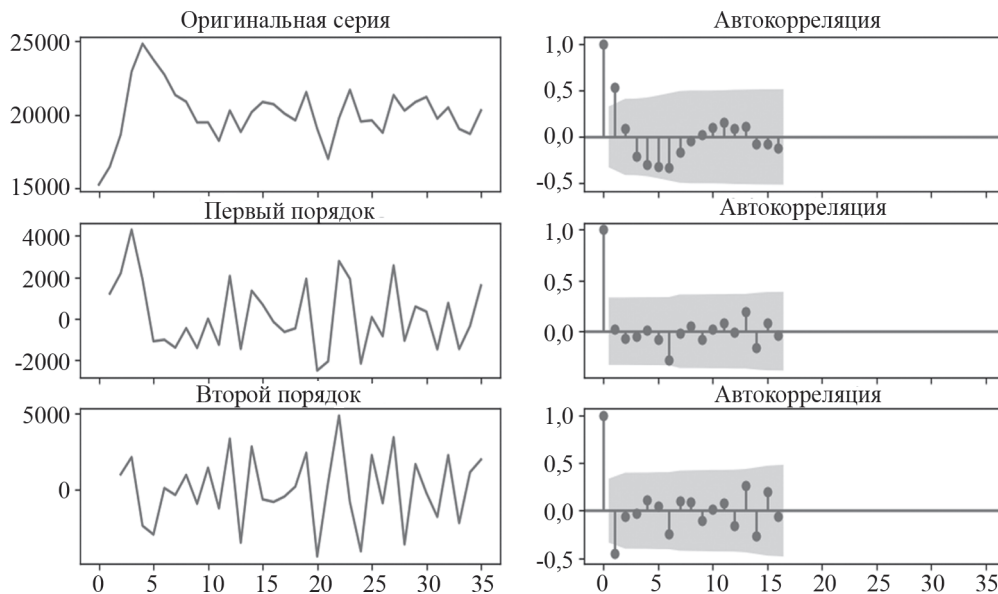 Оригинальная серия
25000
20000
15000
Автокорреляция
1,0
0,5
0,0
-0,5
Первый порядок
4000
2000
0
-2000
Автокорреляция
1,0
0,5
0,0
Второй порядок
5000
0
0 5 10 15 20 25 30 35
Автокорреляция
1,0
0,5
0,0
-0,5
0 5 10 15 20 25 30 35